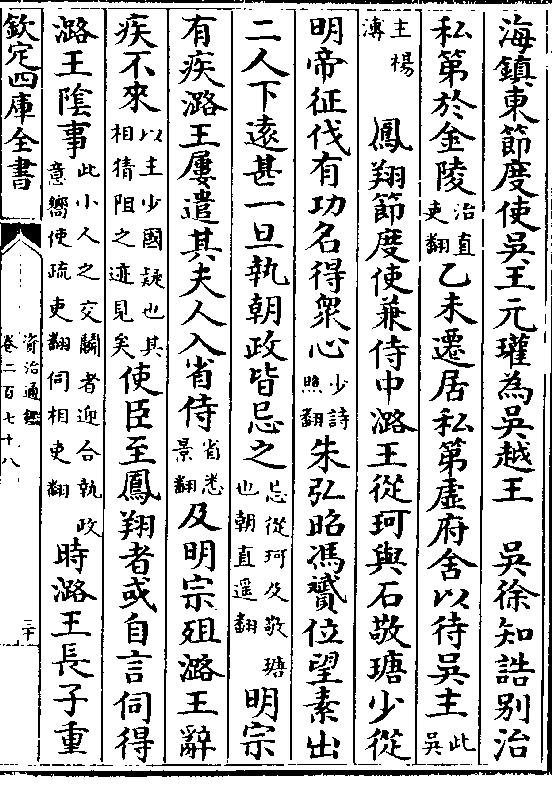 海鎮東節度使吳王元瓘為吳越王　吳徐知誥別治
私第於金陵治直吏翻乙未遷居私第虛府舍以待吳主此吳
主楊溥　鳳翔節度使兼侍中潞王從珂與石敬瑭少從
明帝征伐有功名得衆心少詩照翻朱弘昭馮贇位望素出
二人下遠甚一旦執朝政皆忌之忌從珂及敬瑭也朝直遥翻明宗
有疾潞王屢遣其夫人入省侍省悉景翻及明宗殂潞王辭
疾不來以主少國疑也其相猜阻之迹見矣使臣至鳳翔者或自言伺得
潞王陰事此小人之交鬬者迎合執政意嚮使疏吏翻伺相吏翻時潞王長子重
欽定四庫全書
資治通鑑
卷二百七十八
三十